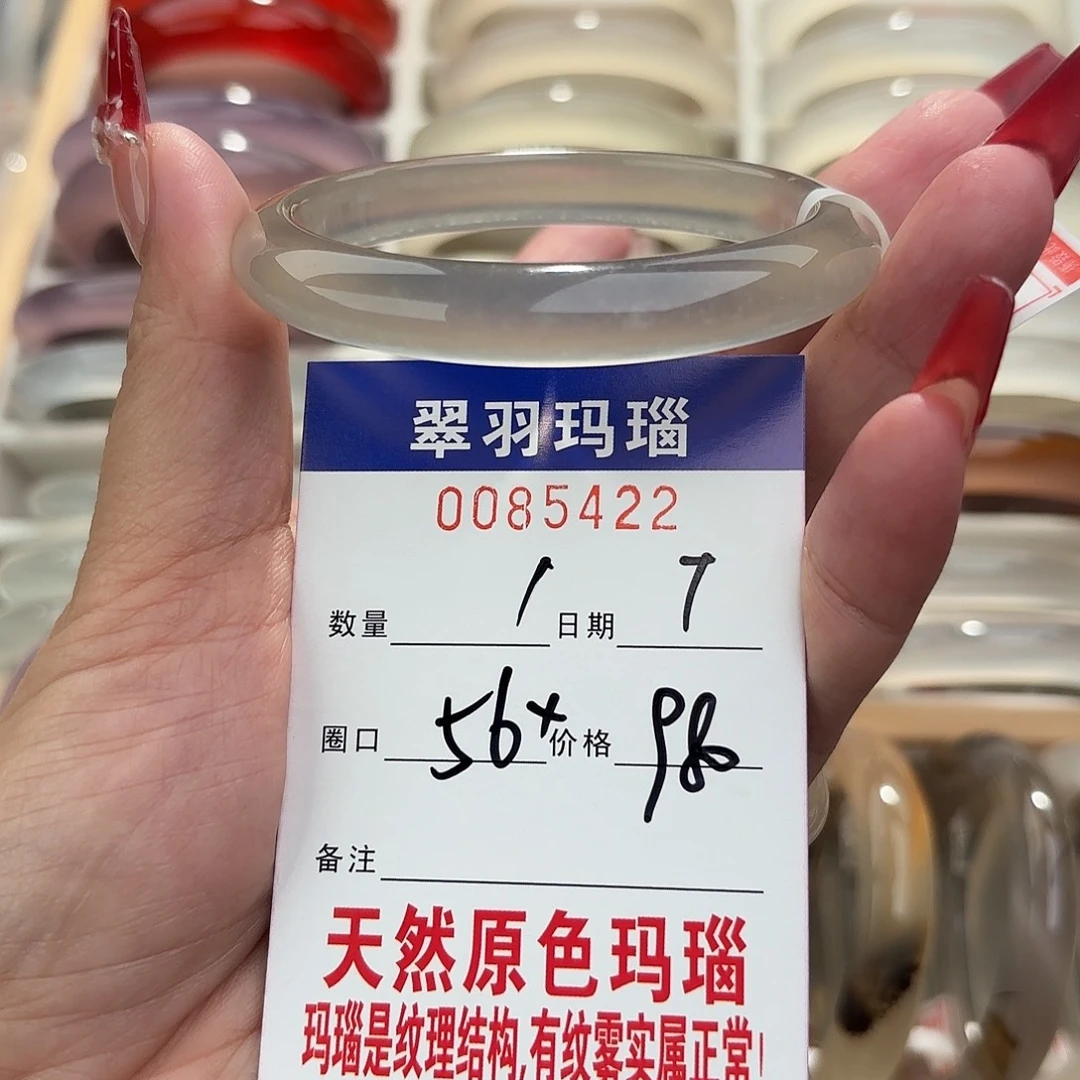 翠羽玛瑙
0085422
数量 1 日期 7
圈口 56+ 价格 98
备注
天然原色玛瑙
玛瑙是纹理结构,有纹雾实属正常!